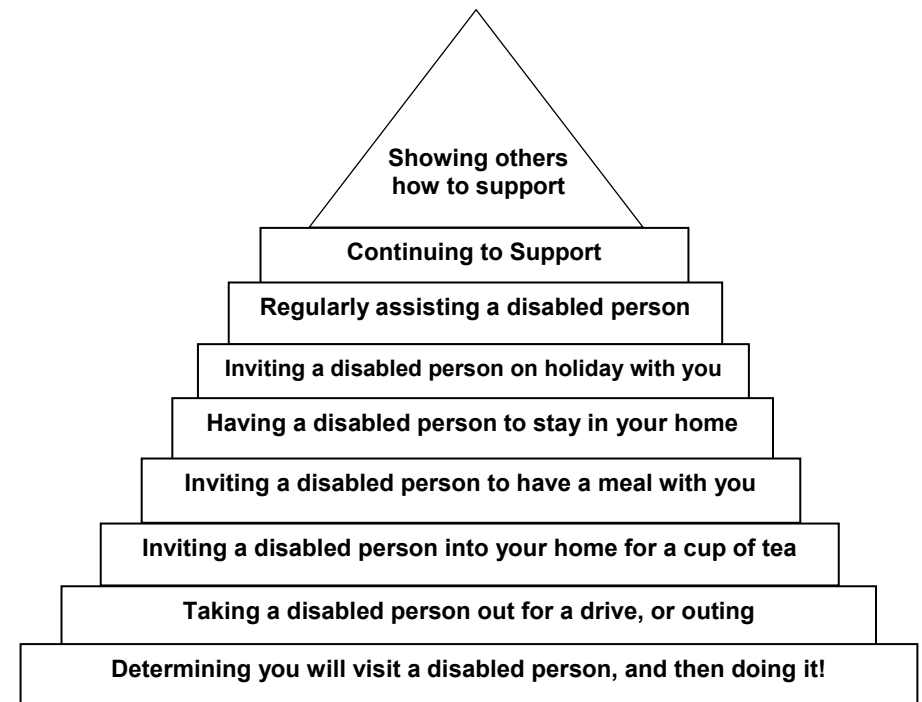 Showing others
how to support
Continuing to Support
Regularly assisting a disabled person
Inviting a disabled person on holiday with you
Having a disabled person to stay in your home
Inviting a disabled person to have a meal with you
Inviting a disabled person into your home for a cup of tea
Taking a disabled person out for a drive, or outing
Determining you will visit a disabled person, and then doing it!